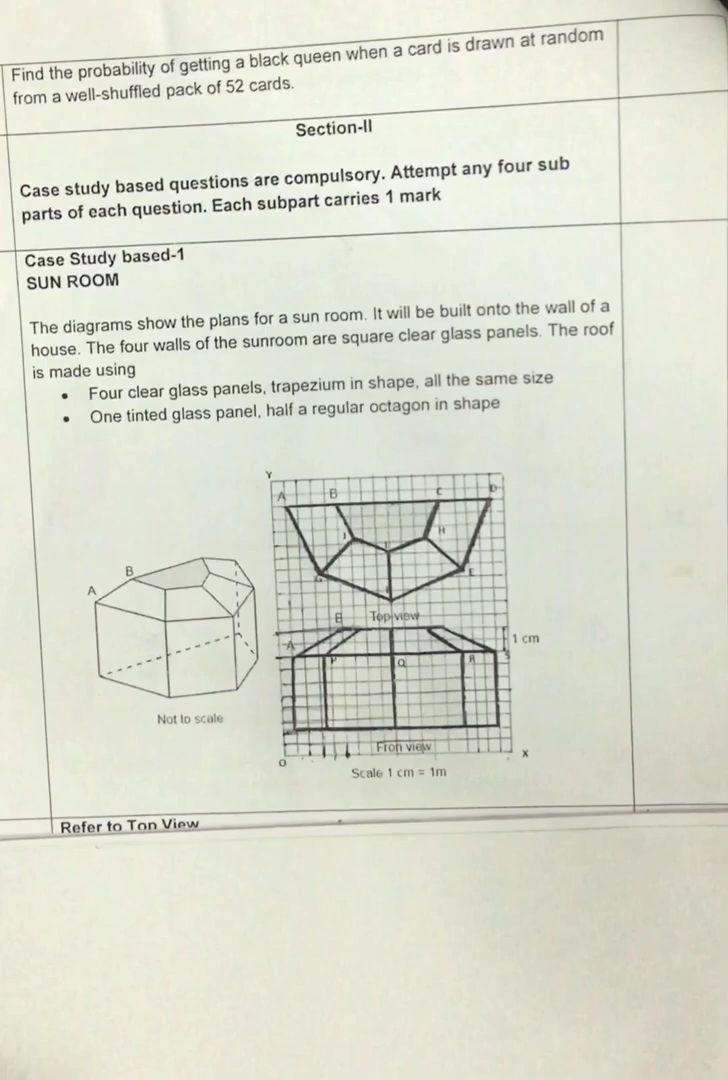 Find the probability of getting a black queen when a card is drawn at random
from a well-shuffled pack of 52 cards.
Section-II
Case study based questions are compulsory. Attempt any four sub
parts of each question. Each subpart carries 1 mark
Case Study based-1
SUN ROOM
The diagrams show the plans for a sun room. It will be built onto the wall of a
house. The four walls of the sunroom are square clear glass panels. The roof
is made using
• Four clear glass panels, trapezium in shape, all the same size
• One tinted glass panel, half a regular octagon in shape
Y
A B C D
J H
G E
B Top view
A P Q R S
1 cm
A B
Not to scale
Fron view
O X
Scale 1 cm = 1m
Refer to Top View